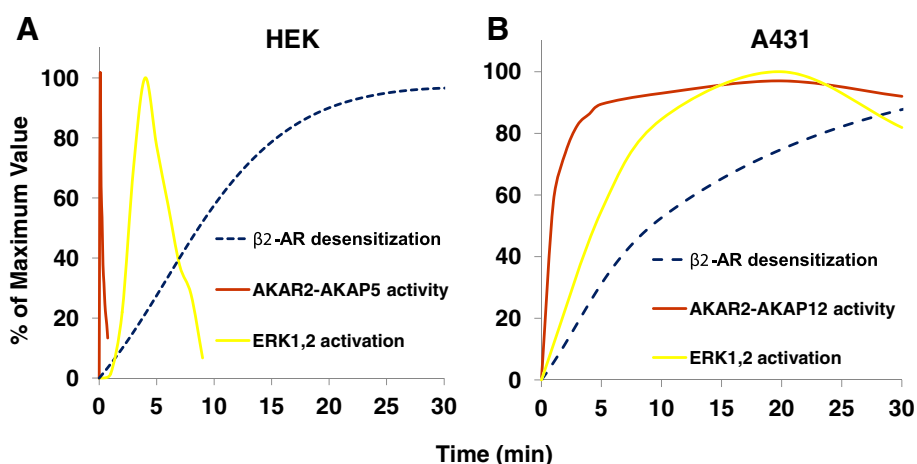 A
HEK
% of Maximum Value
100
80
60
40
20
0
0 5 10 15 20 25 30
β2-AR desensitization
AKAR2-AKAP5 activity
ERK1,2 activation
B
A431
100
80
60
40
20
0
0 5 10 15 20 25 30
β2-AR desensitization
AKAR2-AKAP12 activity
ERK1,2 activation
Time (min)